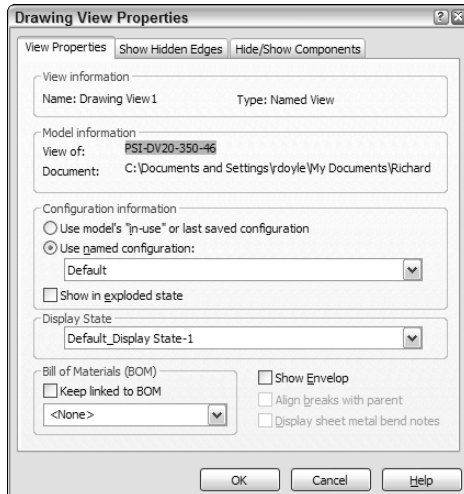 Drawing View Properties
View Properties Show Hidden Edges Hide/Show Components
View information
Name: Drawing View1 Type: Named View
Model information
View of: PSI-DV20-350-46
Document: C:\Documents and Settings\rdoyle\My Documents\Richard
Configuration information
Use model's "in-use" or last saved configuration
Use named configuration:
Default
Show in exploded state
Display State
Default_Display State-1
Bill of Materials (BOM)
Keep linked to BOM
<None>
Show Envelop
Align breaks with parent
Display sheet metal bend notes
OK Cancel Help